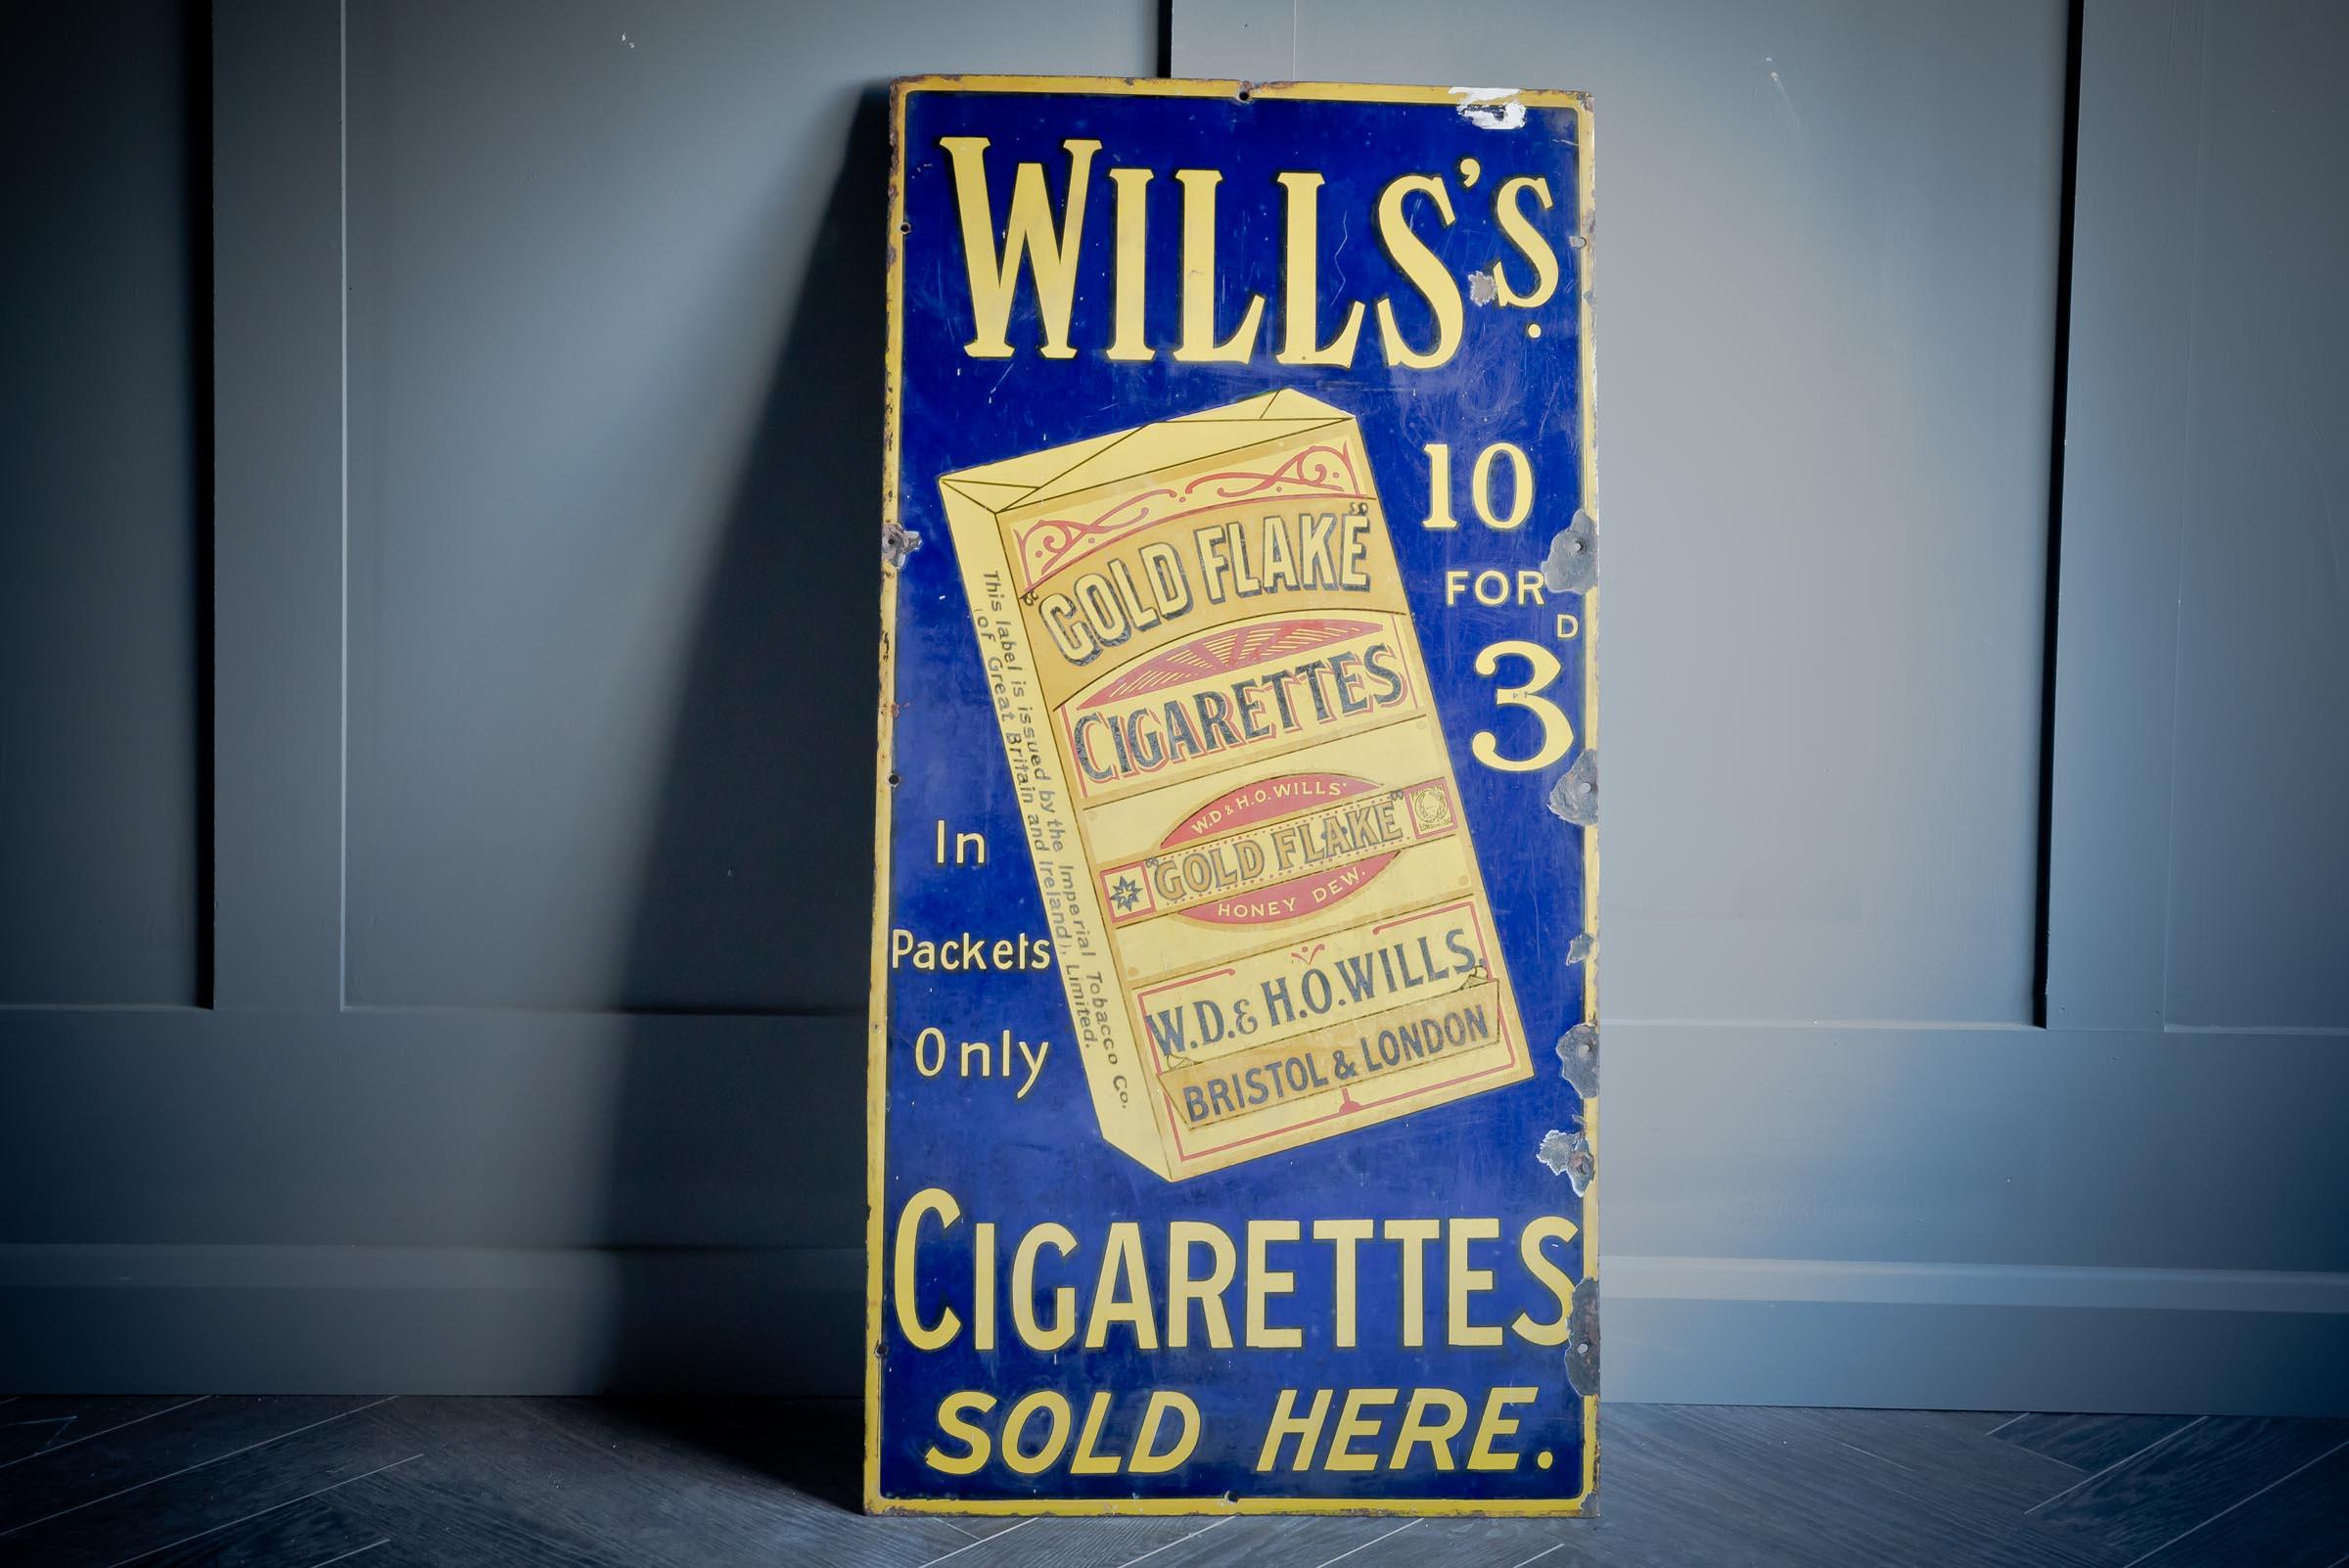 WILLS'S.
10
FOR
3D
"GOLD FLAKE"
CIGARETTES
W.D & H.O. WILLS'
"GOLD FLAKE"
HONEY DEW.
W.D. & H.O. WILLS,
BRISTOL & LONDON
This label is issued by the Imperial Tobacco Co.
(of Great Britain and Ireland), Limited.
In
Packets
Only
CIGARETTES
SOLD HERE.